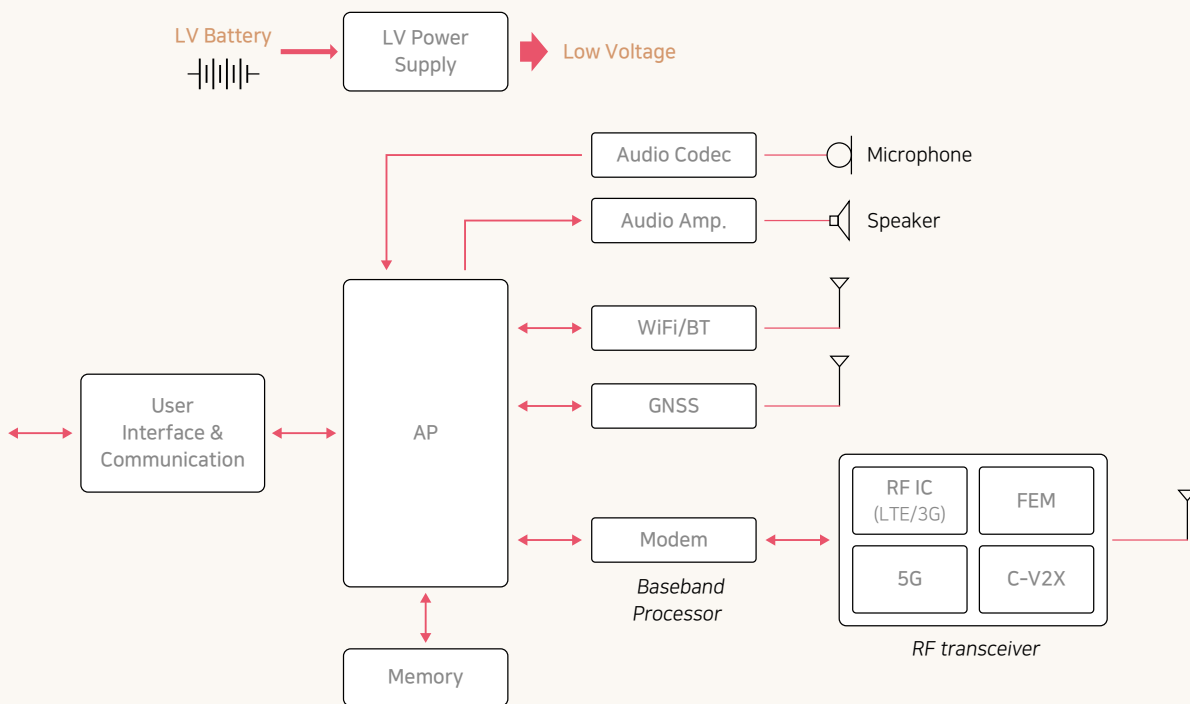 LV Battery
LV Power
Supply
Low Voltage
Audio Codec
Microphone
Audio Amp.
Speaker
WiFi/BT
GNSS
User
Interface &
Communication
AP
RF IC
(LTE/3G)
FEM
Modem
5G
C-V2X
Baseband
Processor
RF transceiver
Memory